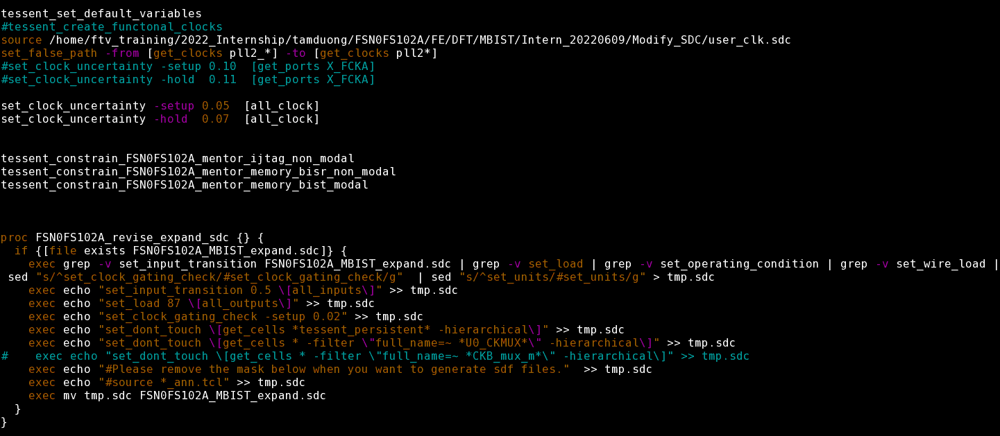 tessent_set_default_variables
#tessent_create_functonal_clocks
source /home/ftv_training/2022_Internship/tamduong/FSN0FS102A/FE/DFT/MBIST/Intern_20220609/Modify_SDC/user_clk.sdc
set_false_path -from [get_clocks pll2_*] -to [get_clocks pll2*]
#set_clock_uncertainty -setup 0.10  [get_ports X_FCKA]
#set_clock_uncertainty -hold  0.11  [get_ports X_FCKA]
set_clock_uncertainty -setup 0.05  [all_clock]
set_clock_uncertainty -hold  0.07  [all_clock]
tessent_constrain_FSN0FS102A_mentor_ijtag_non_modal
tessent_constrain_FSN0FS102A_mentor_memory_bisr_non_modal
tessent_constrain_FSN0FS102A_mentor_memory_bist_modal
proc FSN0FS102A_revise_expand_sdc {} {
  if {[file exists FSN0FS102A_MBIST_expand.sdc]} {
    exec grep -v set_input_transition FSN0FS102A_MBIST_expand.sdc | grep -v set_load | grep -v set_operating_condition | grep -v set_wire_load |
 sed "s/^set_clock_gating_check/#set_clock_gating_check/g"  | sed "s/^set_units/#set_units/g" > tmp.sdc
    exec echo "set_input_transition 0.5 \[all_inputs\]" >> tmp.sdc
    exec echo "set_load 87 \[all_outputs\]" >> tmp.sdc
    exec echo "set_clock_gating_check -setup 0.02" >> tmp.sdc
    exec echo "set_dont_touch \[get_cells *tessent_persistent* -hierarchical\]" >> tmp.sdc
    exec echo "set_dont_touch \[get_cells * -filter \"full_name=~ *U0_CKMUX*\" -hierarchical\]" >> tmp.sdc
#    exec echo "set_dont_touch \[get_cells * -filter \"full_name=~ *CKB_mux_m*\" -hierarchical\]" >> tmp.sdc
    exec echo "#Please remove the mask below when you want to generate sdf files."  >> tmp.sdc
    exec echo "#source *_ann.tcl" >> tmp.sdc
    exec mv tmp.sdc FSN0FS102A_MBIST_expand.sdc
  }
}